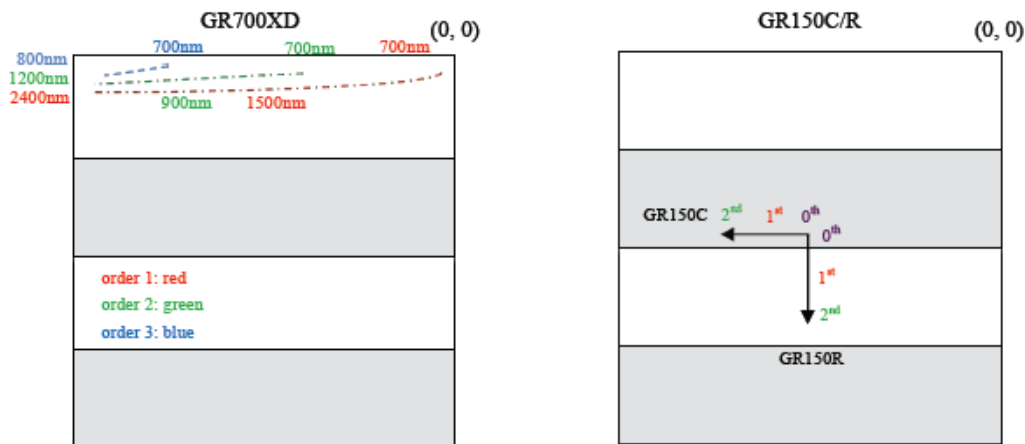 GR700XD
(0, 0)
700nm
700nm
700nm
800nm
1200nm
2400nm
900nm
1500nm
order 1: red
order 2: green
order 3: blue
GR150C/R
(0, 0)
GR150C 2nd 1st 0th
0th
1st
2nd
GR150R